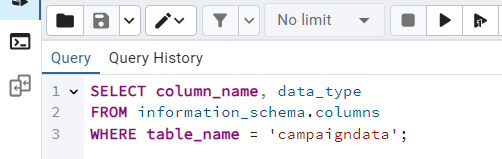 No limit
Query Query History
1 SELECT column_name, data_type
2 FROM information_schema.columns
3 WHERE table_name = 'campaigndata';